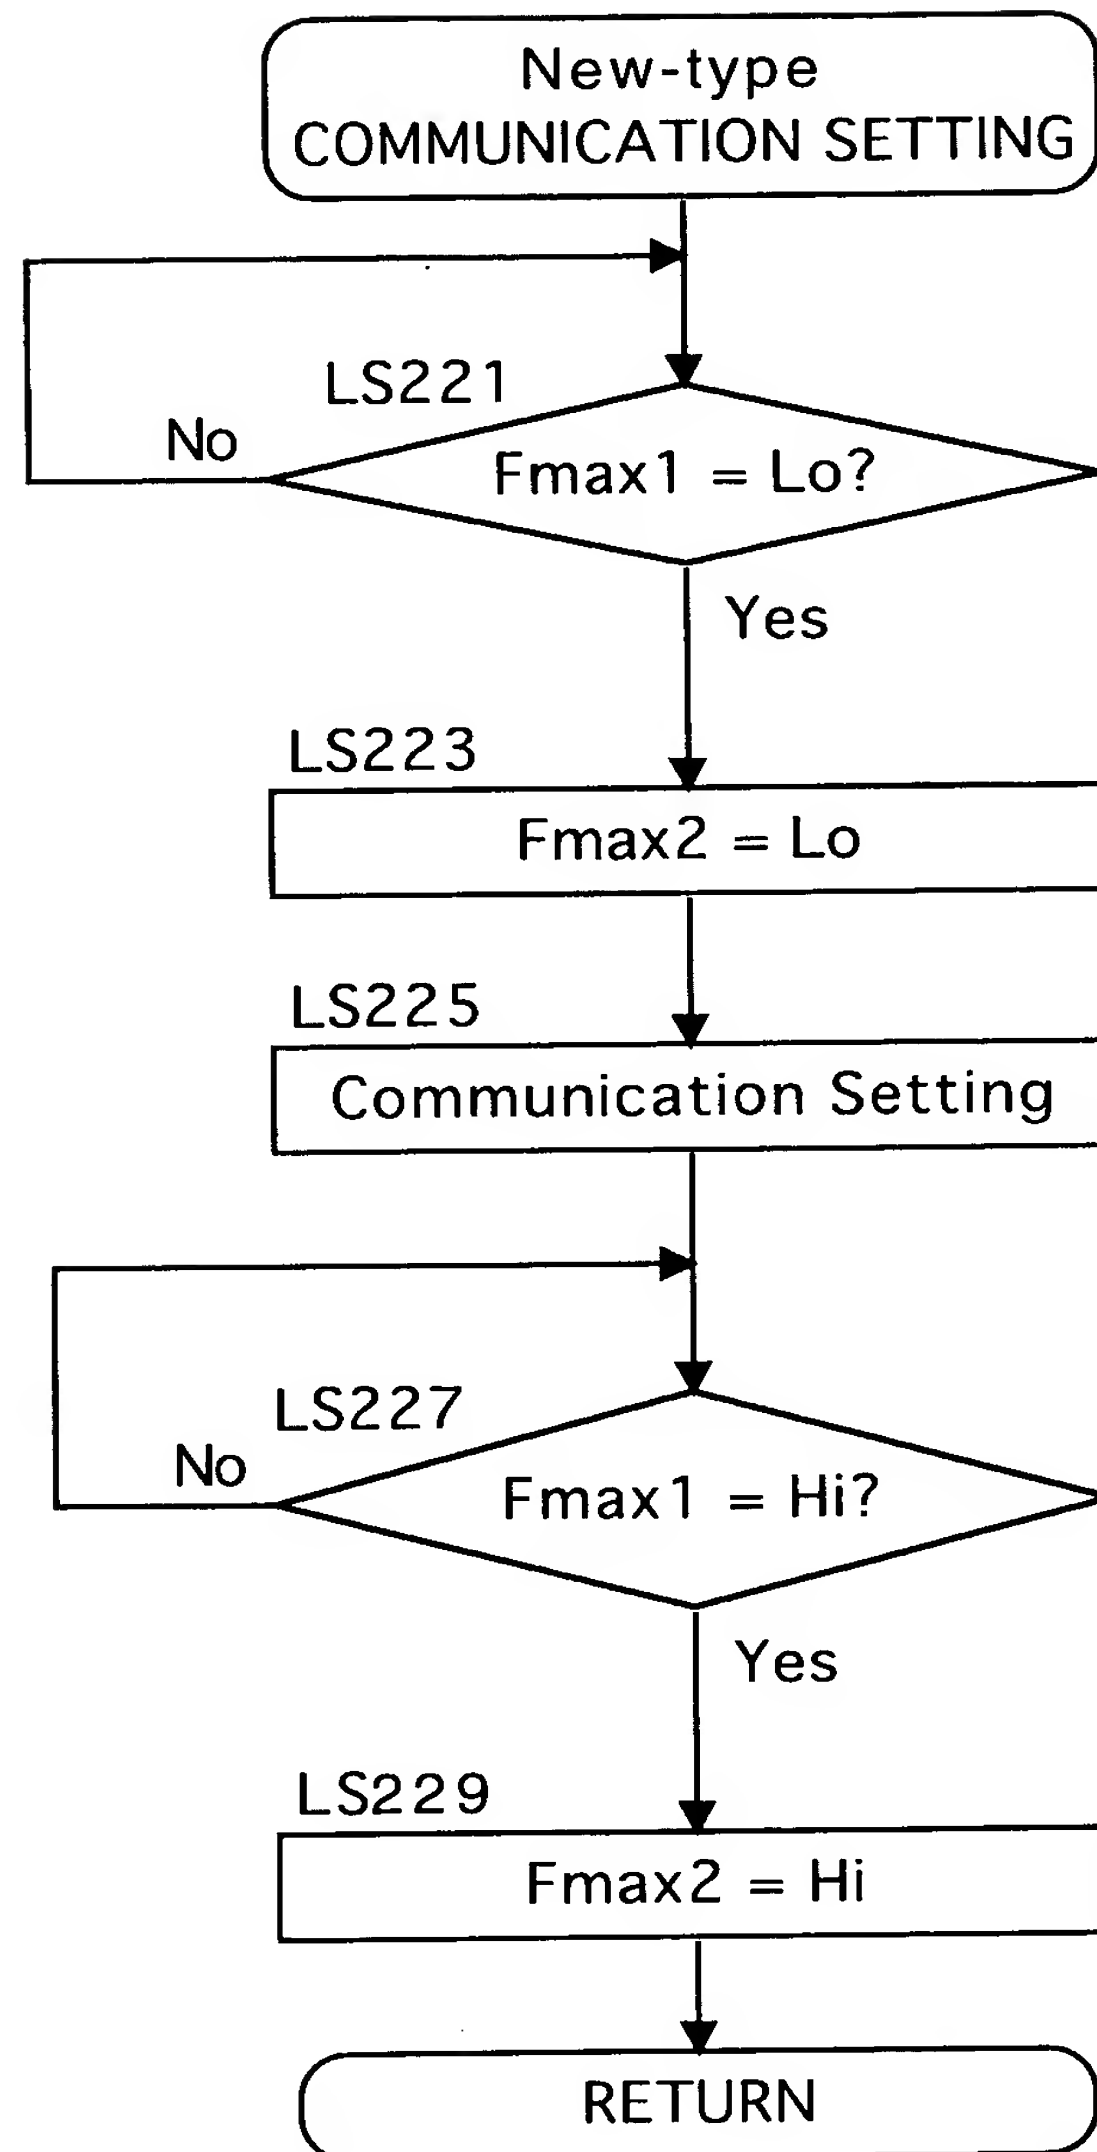 New-type
COMMUNICATION SETTING
LS221
No
Fmax1 = Lo?
Yes
LS223
Fmax2 = Lo
LS225
Communication Setting
LS227
No
Fmax1 = Hi?
Yes
LS229
Fmax2 = Hi
RETURN